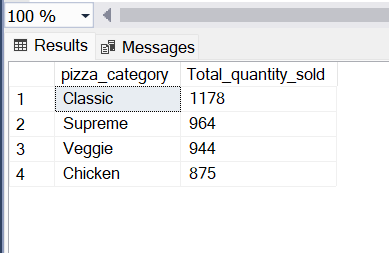 100 %
Results Messages
pizza_category Total_quantity_sold
1 Classic 1178
2 Supreme 964
3 Veggie 944
4 Chicken 875